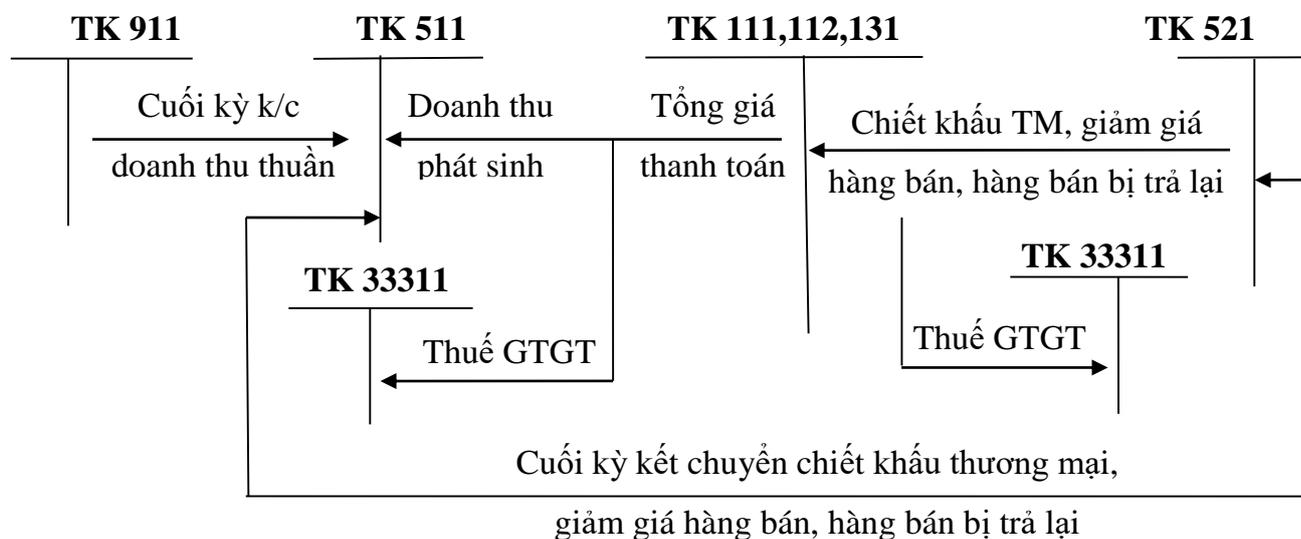 TK 911 TK 511 TK 111,112,131 TK 521
Cuối kỳ k/c
doanh thu thuần
Doanh thu
phát sinh
Tổng giá
thanh toán
Chiết khấu TM, giảm giá
hàng bán, hàng bán bị trả lại
TK 33311
Thuế GTGT
TK 33311
Thuế GTGT
Cuối kỳ kết chuyển chiết khấu thương mại,
giảm giá hàng bán, hàng bán bị trả lại